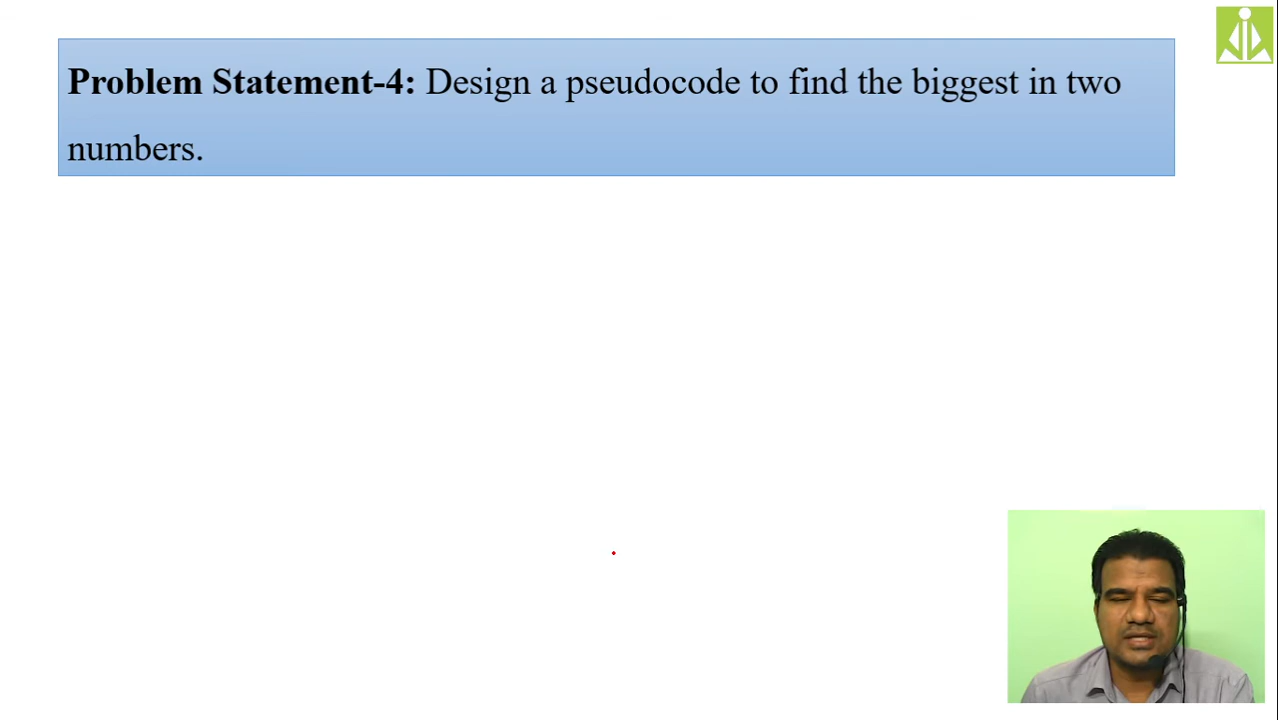 Problem Statement-4: Design a pseudocode to find the biggest in two
numbers.